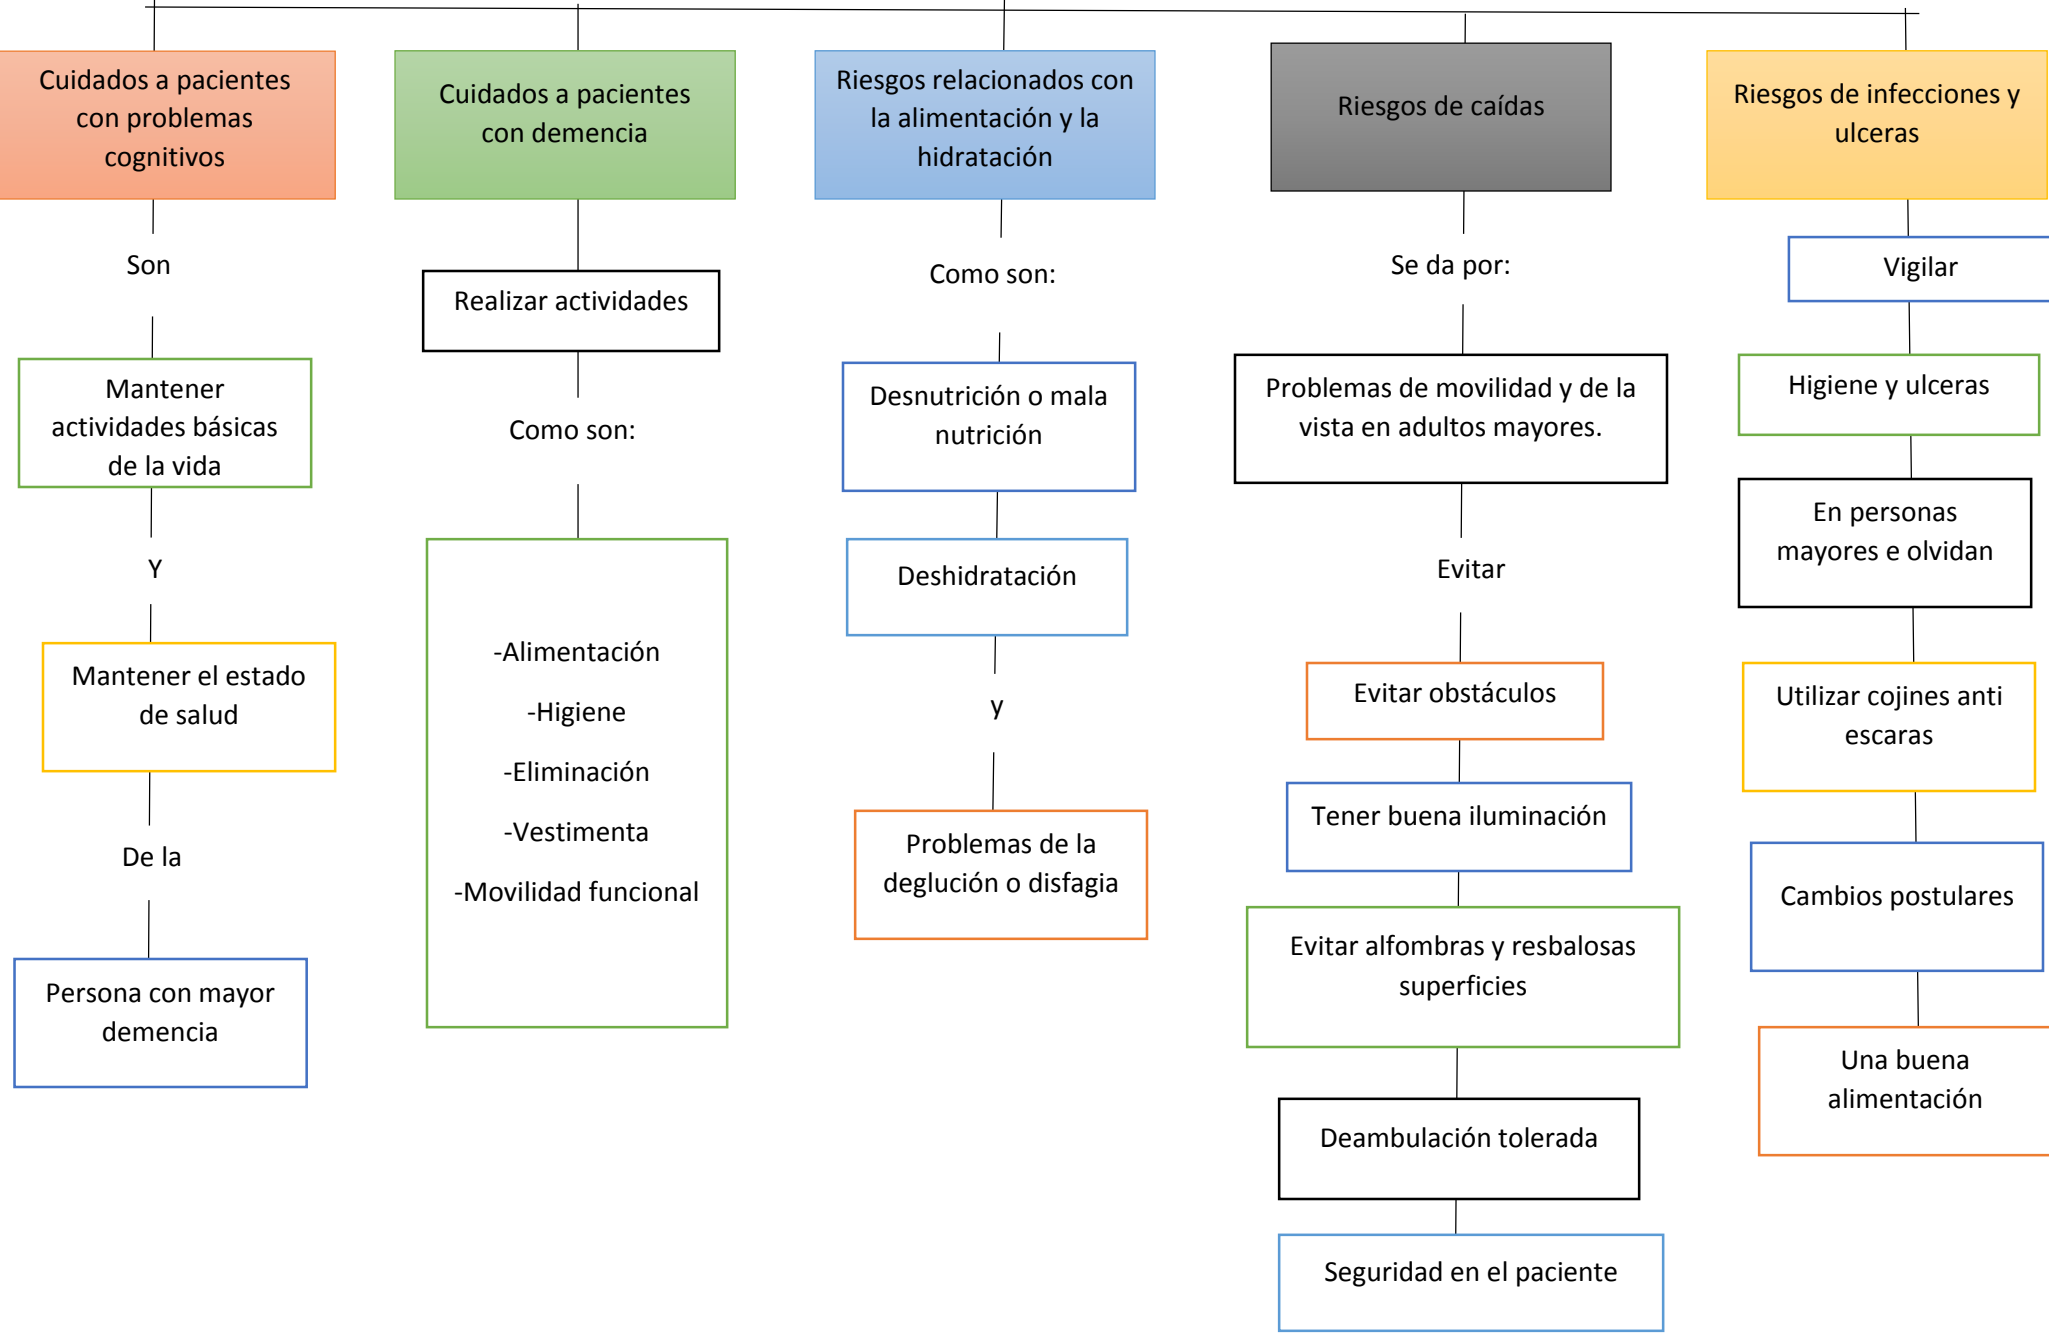 Cuidados a pacientes
con problemas
cognitivos
Son
Mantener
actividades básicas
de la vida
Y
Mantener el estado
de salud
De la
Persona con mayor
demencia
Cuidados a pacientes
con demencia
Realizar actividades
Como son:
-Alimentación
-Higiene
-Eliminación
-Vestimenta
-Movilidad funcional
Riesgos relacionados con
la alimentación y la
hidratación
Como son:
Desnutrición o mala
nutrición
Deshidratación
y
Problemas de la
deglución o disfagia
Riesgos de caídas
Se da por:
Problemas de movilidad y de la
vista en adultos mayores.
Evitar
Evitar obstáculos
Tener buena iluminación
Evitar alfombras y resbalosas
superficies
Deambulación tolerada
Seguridad en el paciente
Riesgos de infecciones y
ulceras
Vigilar
Higiene y ulceras
En personas
mayores e olvidan
Utilizar cojines anti
escaras
Cambios postulares
Una buena
alimentación